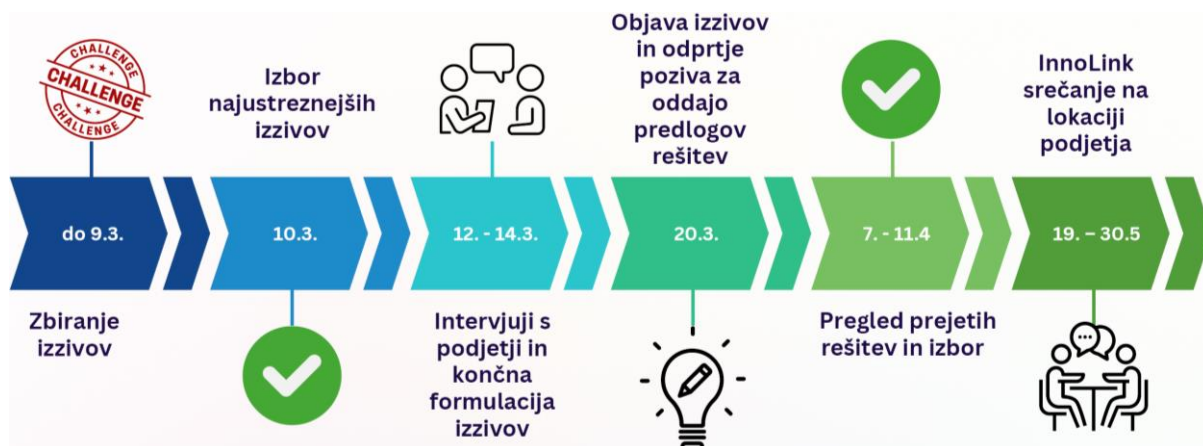 CHALLENGE
CHALLENGE
CHALLENGE
Izbor
najustreznejših
izzivov
Objava izzivov
in odprtje
poziva za
oddajo
predlogov
rešitev
InnoLink
srečanje na
lokaciji
podjetja
do 9.3.
10.3.
12. - 14.3.
20.3.
7. - 11.4
19. – 30.5
Zbiranje
izzivov
Intervjuji s
podjetji in
končna
formulacija
izzivov
Pregled prejetih
rešitev in izbor